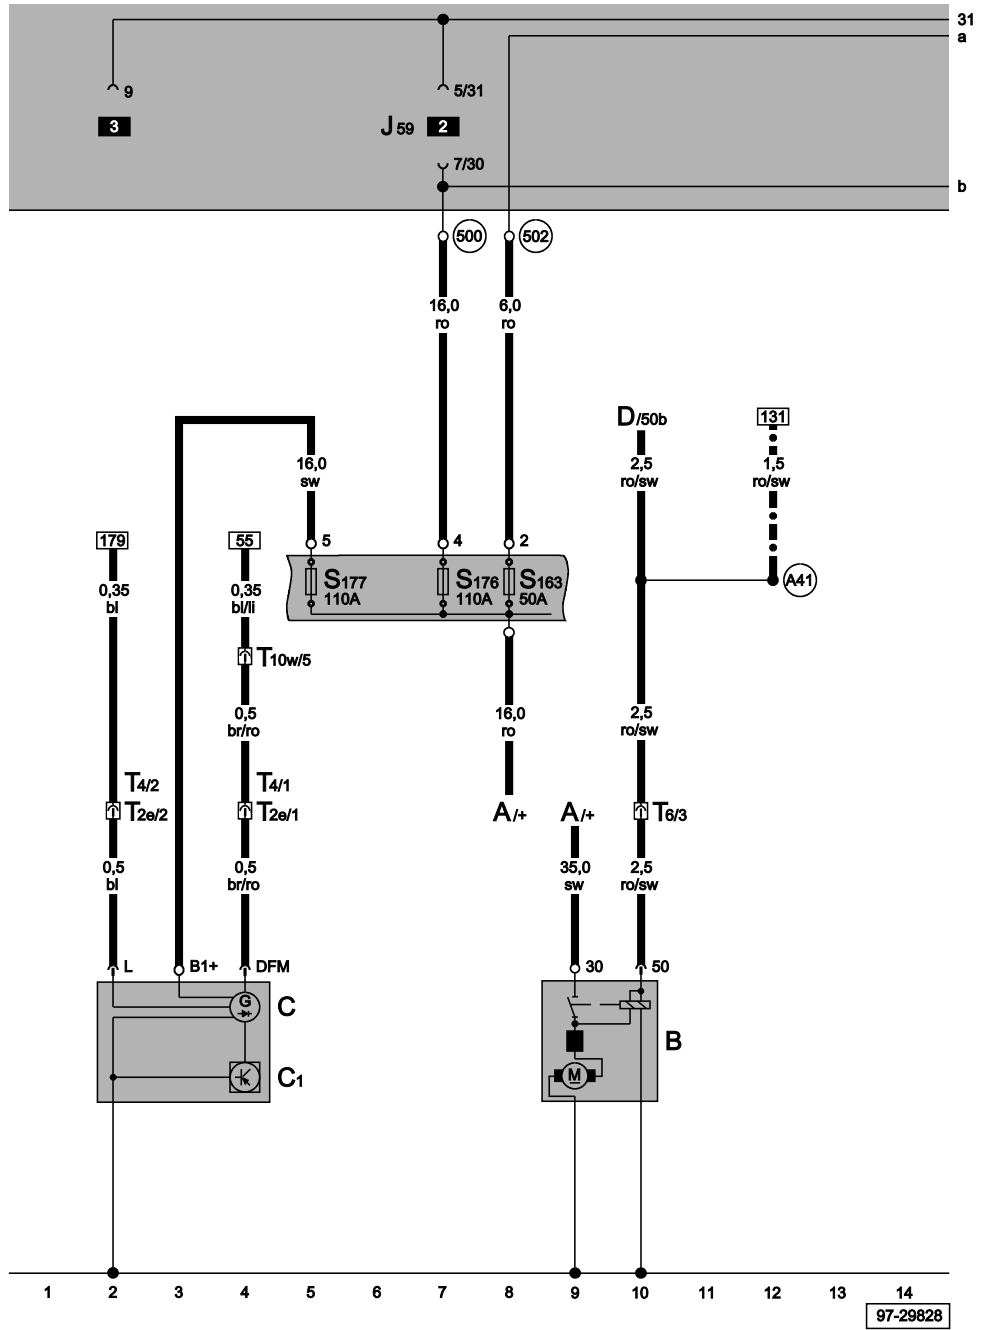 31
a
9
5/31
3
J 59
2
7/30
b
500
502
16,0
ro
6,0
ro
D/50b
131
16,0
sw
2,5
ro/sw
1,5
ro/sw
179
55
5
4
2
S177
110A
S176
110A
S163
50A
A41
0,35
bl
0,35
bl/li
T10w/5
0,5
br/ro
16,0
ro
2,5
ro/sw
T4/2
T2e/2
T4/1
T2e/1
A/+
A/+
T6/3
0,5
bl
0,5
br/ro
35,0
sw
2,5
ro/sw
L
B1+
DFM
30
50
G
C
B
C1
M
1 2 3 4 5 6 7 8 9 10 11 12 13 14
97-29828